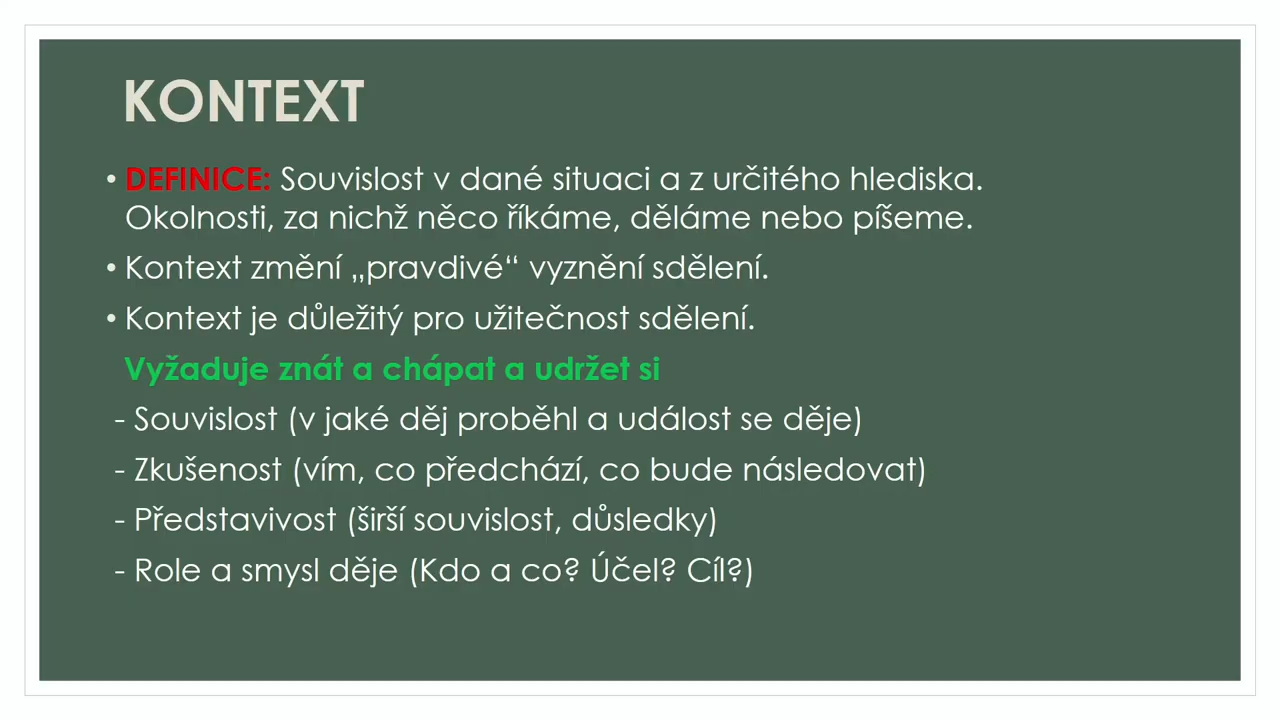 KONTEXT
• DEFINICE: Souvislost v dané situaci a z určitého hlediska.
Okolnosti, za nichž něco říkáme, děláme nebo píšeme.
• Kontext změní „pravdivé“ vyznění sdělení.
• Kontext je důležitý pro užitečnost sdělení.
Vyžaduje znát a chápat a udržet si
- Souvislost (v jaké děj proběhl a událost se děje)
- Zkušenost (vím, co předchází, co bude následovat)
- Představivost (širší souvislost, důsledky)
- Role a smysl děje (Kdo a co? Účel? Cíl?)